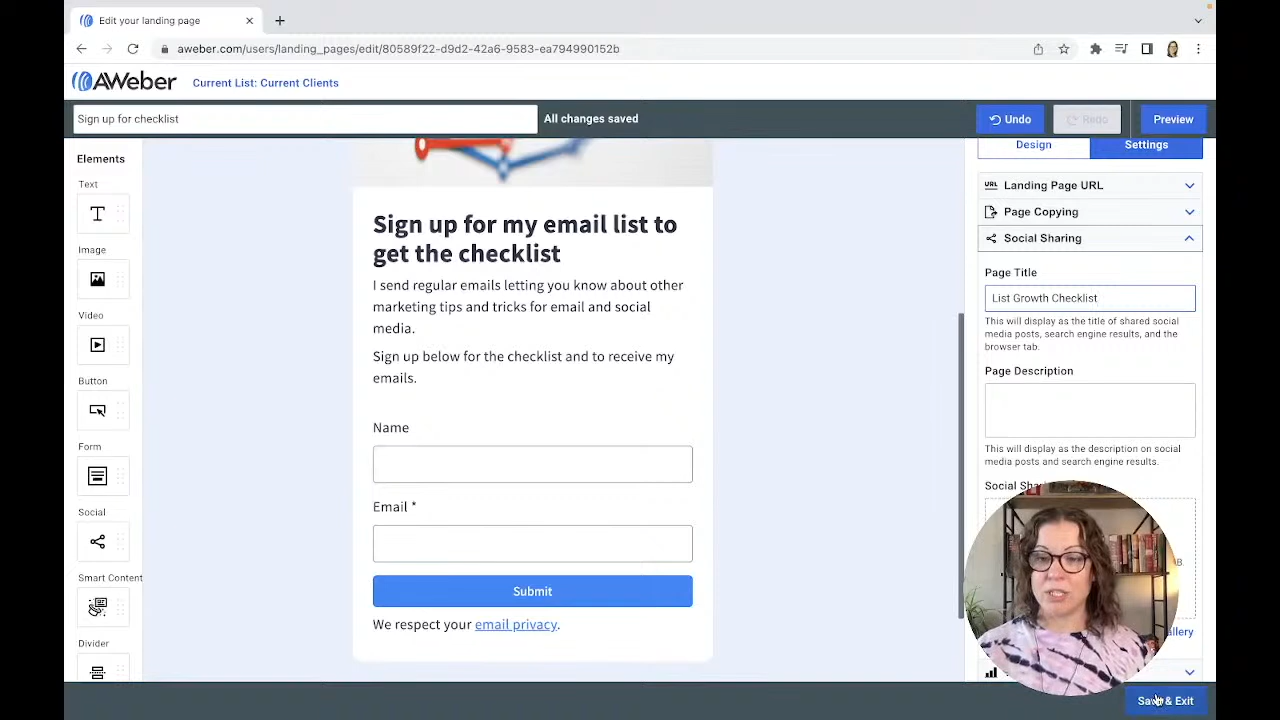 Edit your landing page
aweber.com/users/landing_pages/edit/80589f22-d9d2-42a6-9583-ea794990152b
AWeber
Current List: Current Clients
Sign up for checklist
All changes saved
Undo
Redo
Preview
Elements
Text
Image
Video
Button
Form
Social
Smart Content
Divider
Sign up for my email list to
get the checklist
I send regular emails letting you know about other
marketing tips and tricks for email and social
media.
Sign up below for the checklist and to receive my
emails.
Name
Email *
Submit
We respect your email privacy.
Design
Settings
URL Landing Page URL
Page Copying
Social Sharing
Page Title
List Growth Checklist
This will display as the title of shared social
media posts, search engine results, and the
browser tab.
Page Description
This will display as the description on social
media posts and search engine results.
Social
Save & Exit